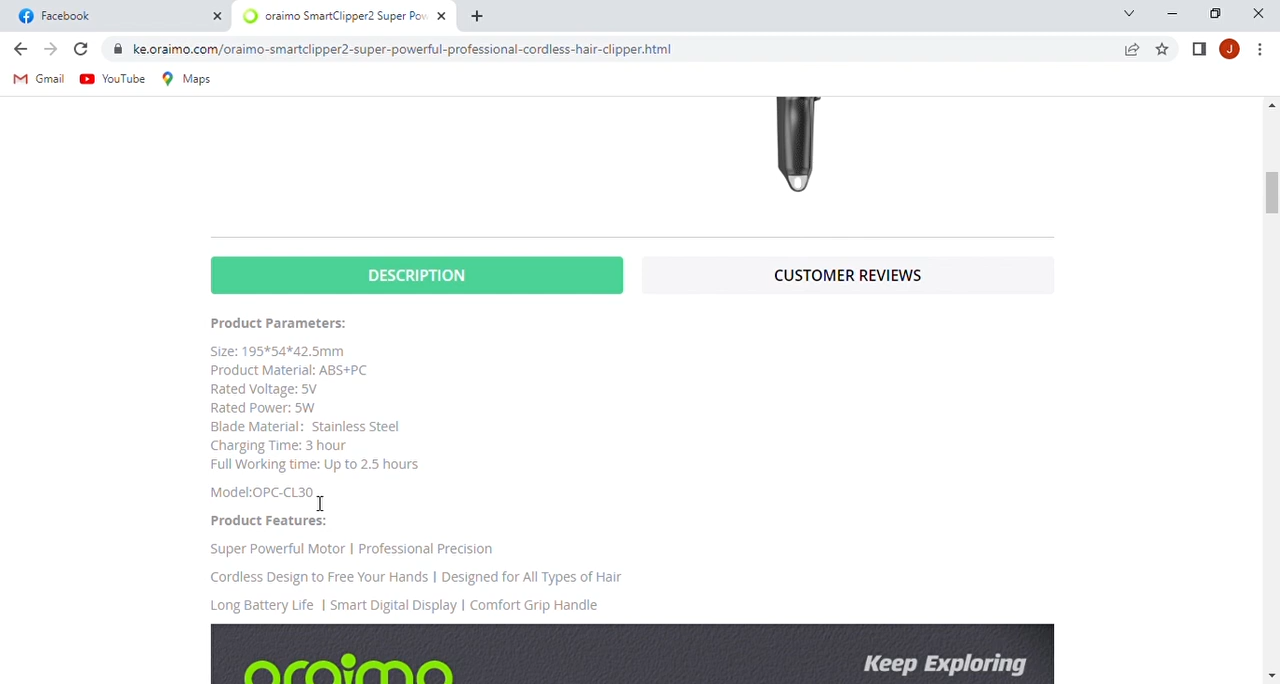 Facebook
oraimo SmartClipper2 Super Pow
ke.oraimo.com/oraimo-smartclipper2-super-powerful-professional-cordless-hair-clipper.html
J
Gmail
YouTube
Maps
DESCRIPTION
CUSTOMER REVIEWS
Product Parameters:
Size: 195*54*42.5mm
Product Material: ABS+PC
Rated Voltage: 5V
Rated Power: 5W
Blade Material：Stainless Steel
Charging Time: 3 hour
Full Working time: Up to 2.5 hours
Model:OPC-CL30
Product Features:
Super Powerful Motor | Professional Precision
Cordless Design to Free Your Hands | Designed for All Types of Hair
Long Battery Life | Smart Digital Display | Comfort Grip Handle
oraimo
Keep Exploring